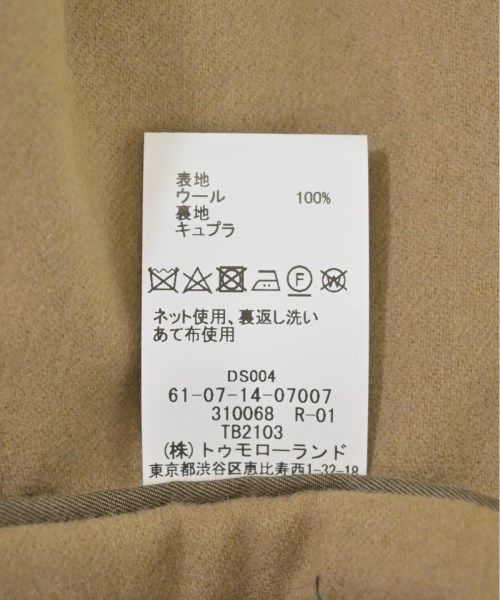 表地
ウール 100%
裏地
キュプラ
F W
ネット使用、裏返し洗い
あて布使用
DS004
61-07-14-07007
310068 R-01
TB2103
(株)トゥモローランド
東京都渋谷区恵比寿西1-32-18